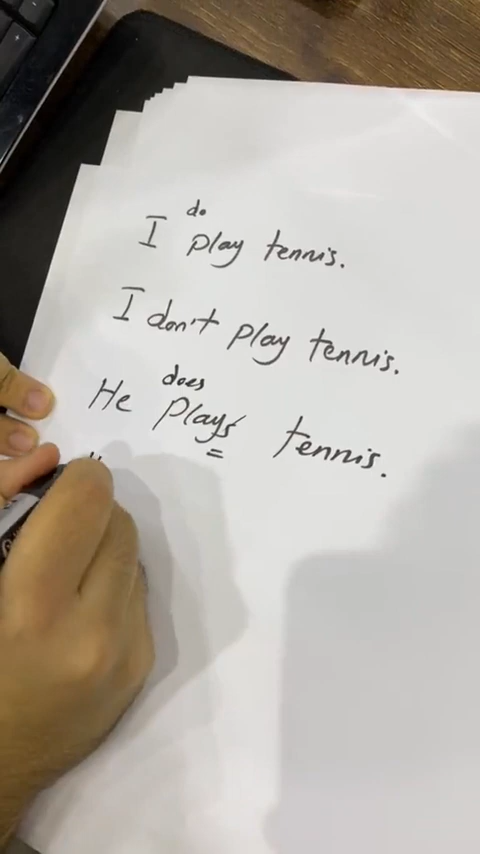 do
I play tennis.
I don't play tennis.
does
He plays tennis.